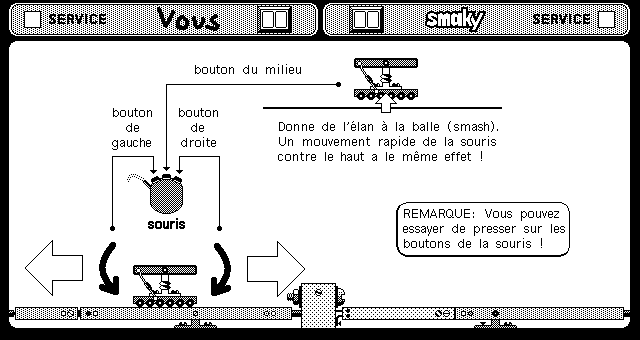 SERVICE
Vous
smaky
SERVICE
bouton du milieu
bouton
de
gauche
bouton
de
droite
Donne de l'élan à la balle (smash).
Un mouvement rapide de la souris
contre le haut a le même effet !
souris
REMARQUE: Vous pouvez
essayer de presser sur les
boutons de la souris !